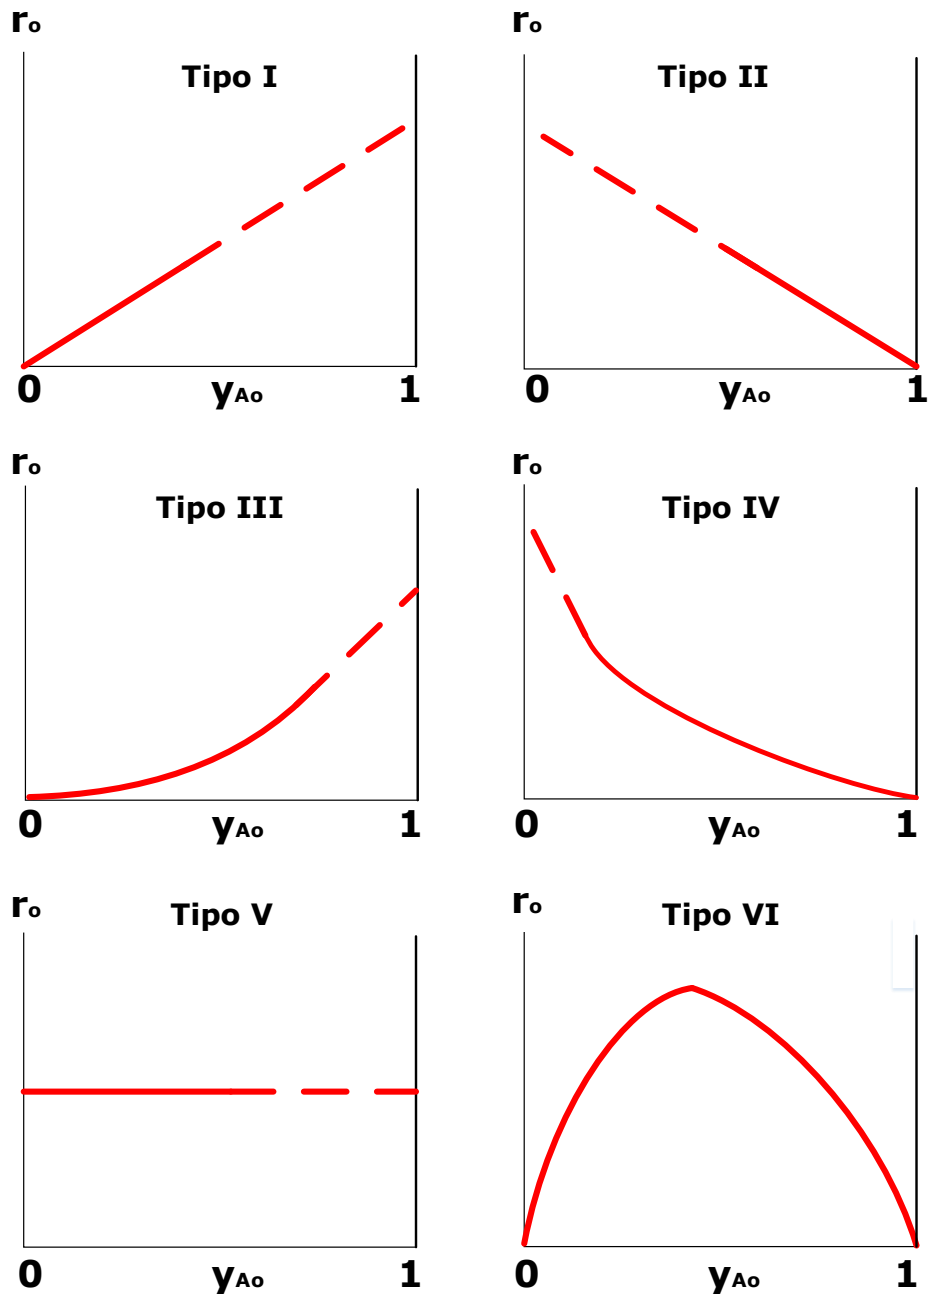 rₒ
Tipo I
0 yAo 1
rₒ
Tipo II
0 yAo 1
rₒ
Tipo III
0 yAo 1
rₒ
Tipo IV
0 yAo 1
rₒ
Tipo V
0 yAo 1
rₒ
Tipo VI
0 yAo 1